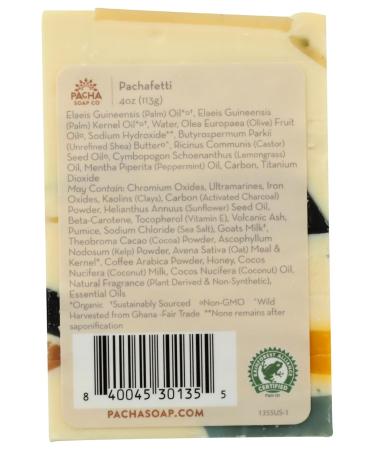 PACHA
SOAP CO
Pachafetti
4oz (113g)
Elaeis Guineensis (Palm) Oil*¤†, Elaeis Guineensis
(Palm) Kernel Oil*¤†, Water, Olea Europaea (Olive) Fruit
Oil¤, Sodium Hydroxide**, Butyrospermum Parkii
(Unrefined Shea) Butter¤^, Ricinus Communis (Castor)
Seed Oil¤, Cymbopogon Schoenanthus (Lemongrass)
Oil, Mentha Piperita (Peppermint) Oil, Carbon, Titanium
Dioxide
May Contain: Chromium Oxides, Ultramarines, Iron
Oxides, Kaolins (Clays), Carbon (Activated Charcoal)
Powder, Helianthus Annuus (Sunflower) Seed Oil,
Beta-Carotene, Tocopherol (Vitamin E), Volcanic Ash,
Pumice, Sodium Chloride (Sea Salt), Goats Milk†,
Theobroma Cacao (Cocoa) Powder, Ascophyllum
Nodosum (Kelp) Powder, Avena Sativa (Oat) Meal &
Kernel*, Coffee Arabica Powder, Honey, Cocos
Nucifera (Coconut) Milk, Cocos Nucifera (Coconut) Oil,
Natural Fragrance (Plant Derived & Non-Synthetic),
Essential Oils
*Organic †Sustainably Sourced ¤Non-GMO ^Wild
Harvested from Ghana -Fair Trade **None remains after
saponification
8 40045 30135 5
PACHASOAP.COM
RAINFOREST ALLIANCE
CERTIFIED
Palm Oil
1355US-1